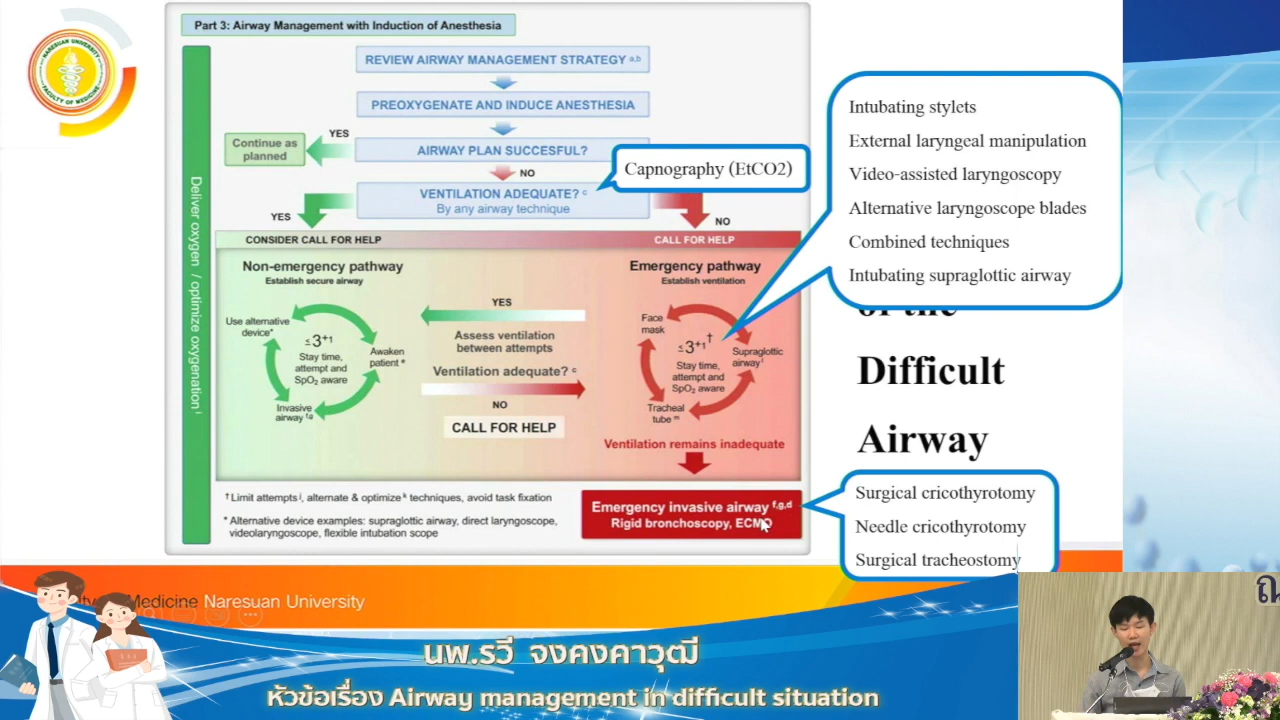 NARESUAN UNIVERSITY
FACULTY OF MEDICINE
Part 3: Airway Management with Induction of Anesthesia
REVIEW AIRWAY MANAGEMENT STRATEGY a,b
PREOXYGENATE AND INDUCE ANESTHESIA
YES
Continue as
planned
AIRWAY PLAN SUCCESFUL?
NO
Capnography (EtCO2)
VENTILATION ADEQUATE? c
By any airway technique
YES
NO
Deliver oxygen / optimize oxygenation i
CONSIDER CALL FOR HELP
CALL FOR HELP
Non-emergency pathway
Establish secure airway
Use alternative
device*
≤3+1
Stay time,
attempt and
SpO2 aware
Awaken
patient *
Invasive
airway f,g
YES
Assess ventilation
between attempts
Ventilation adequate? c
NO
CALL FOR HELP
Emergency pathway
Establish ventilation
Face
mask
≤3+1†
Stay time,
attempt and
SpO2 aware
Supraglottic
airway l
Tracheal
tube m
Ventilation remains inadequate
† Limit attempts j, alternate & optimize k techniques, avoid task fixation
* Alternative device examples: supraglottic airway, direct laryngoscope,
videolaryngoscope, flexible intubation scope
Emergency invasive airway f,g,d
Rigid bronchoscopy, ECMO
Intubating stylets
External laryngeal manipulation
Video-assisted laryngoscopy
Alternative laryngoscope blades
Combined techniques
Intubating supraglottic airway
of the
Difficult
Airway
Surgical cricothyrotomy
Needle cricothyrotomy
Surgical tracheostomy
Medicine Naresuan University
นพ.รวี จงคงคาวุฒี
หัวข้อเรื่อง Airway management in difficult situation